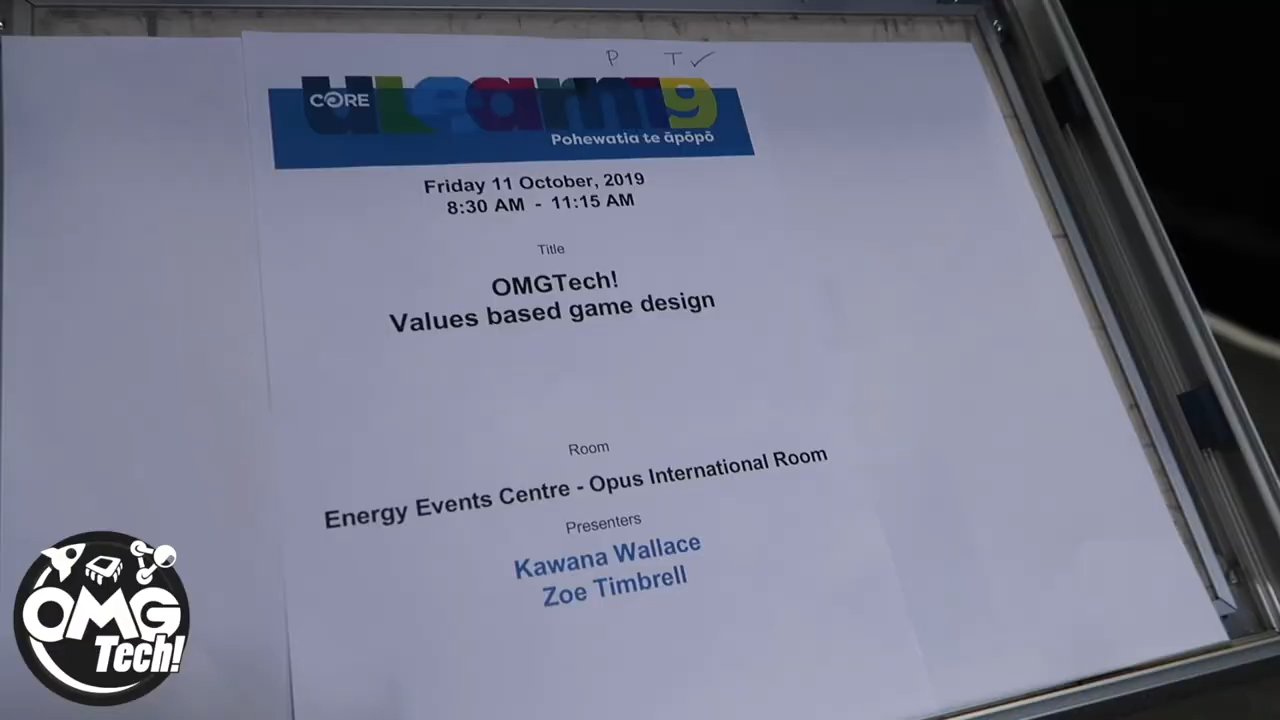 P T ✓
CORE
uLearn19
Pohewatia te āpōpō
Friday 11 October, 2019
8:30 AM - 11:15 AM
Title
OMGTech!
Values based game design
Room
Energy Events Centre - Opus International Room
Presenters
Kawana Wallace
Zoe Timbrell
OMG
Tech!